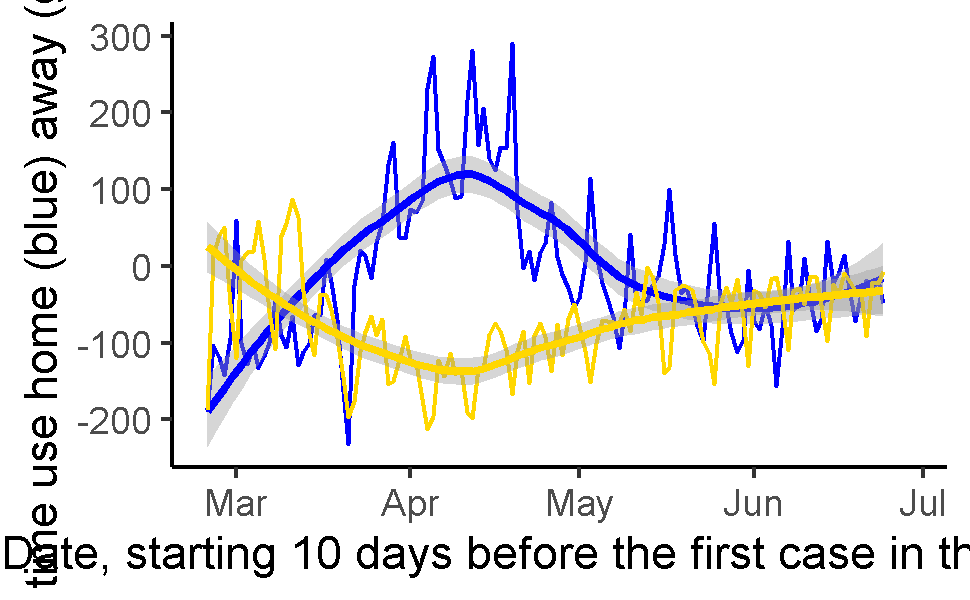 time use home (blue) away (
300
200
100
0
-100
-200
Mar Apr May Jun Jul
Date, starting 10 days before the first case in th